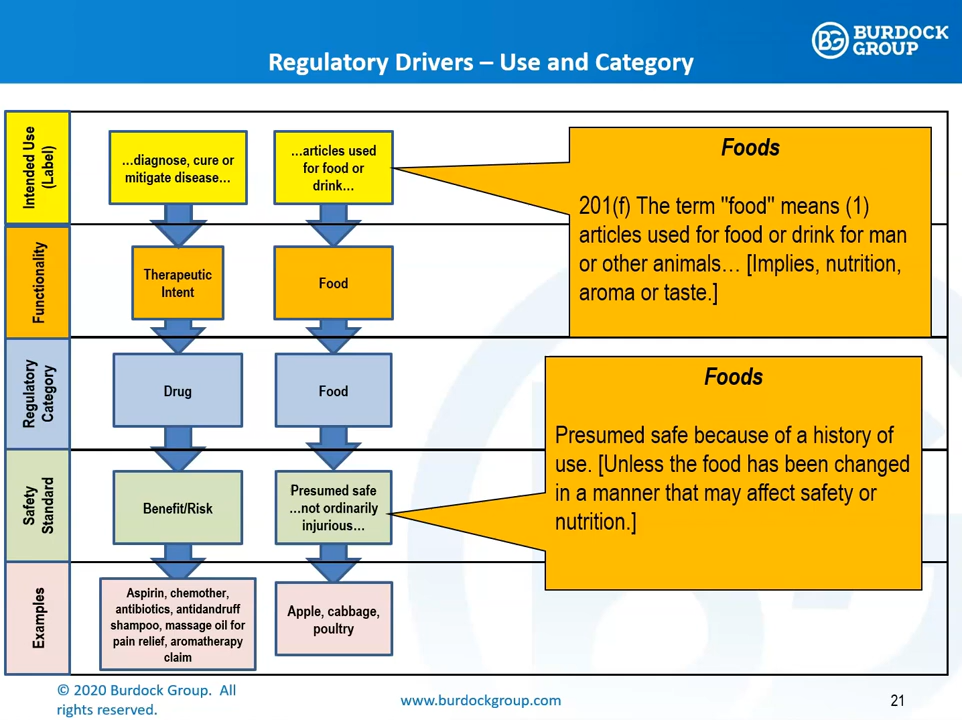 BURDOCK
GROUP
BG
Regulatory Drivers – Use and Category
Intended Use
(Label)
…diagnose, cure or
mitigate disease…
…articles used
for food or
drink…
Foods
201(f) The term "food" means (1)
articles used for food or drink for man
or other animals… [Implies, nutrition,
aroma or taste.]
Functionality
Therapeutic
Intent
Food
Regulatory
Category
Drug
Food
Foods
Presumed safe because of a history of
use. [Unless the food has been changed
in a manner that may affect safety or
nutrition.]
Safety
Standard
Benefit/Risk
Presumed safe
…not ordinarily
injurious…
Examples
Aspirin, chemother,
antibiotics, antidandruff
shampoo, massage oil for
pain relief, aromatherapy
claim
Apple, cabbage,
poultry
© 2020 Burdock Group. All
rights reserved.
www.burdockgroup.com
21